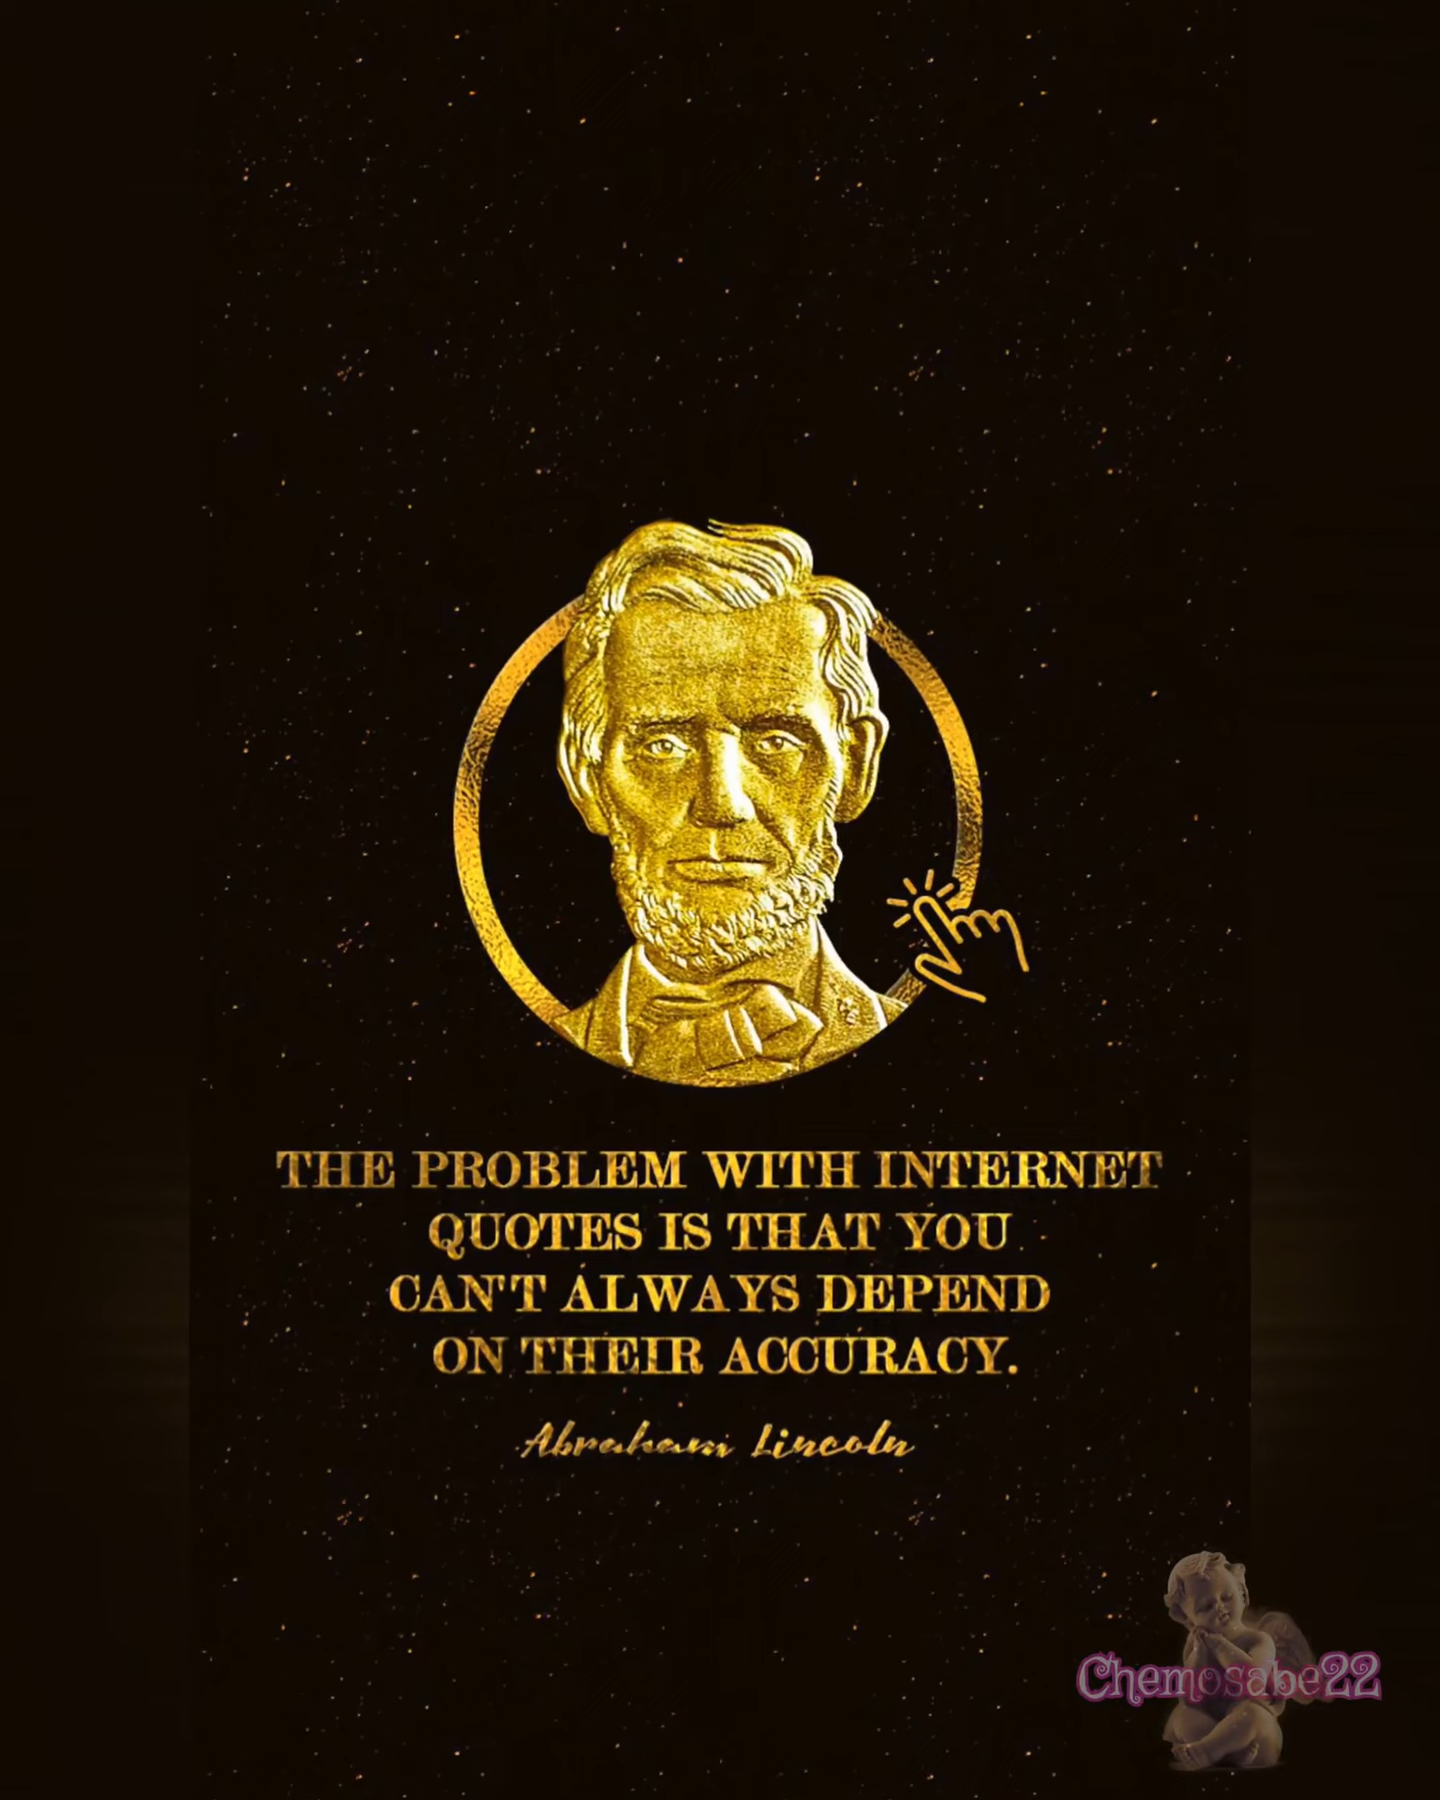 THE PROBLEM WITH INTERNET
QUOTES IS THAT YOU
CAN'T ALWAYS DEPEND
ON THEIR ACCURACY.
Abraham Lincoln
Chemosabe22